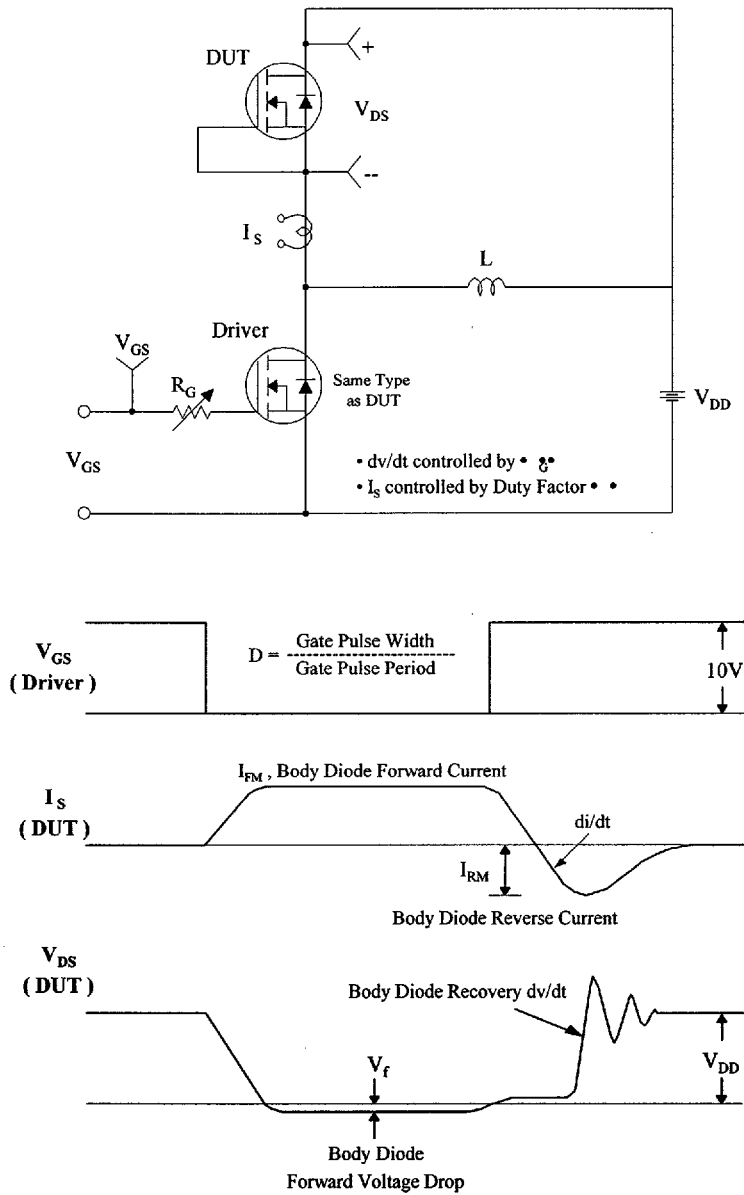 DUT
+
V_DS
--
I_S
L
Driver
V_GS
R_G
Same Type
as DUT
V_DD
V_GS
• dv/dt controlled by • G • •
• I_S controlled by Duty Factor • •
V_GS
( Driver )
D = Gate Pulse Width
Gate Pulse Period
10V
I_FM , Body Diode Forward Current
I_S
( DUT )
di/dt
I_RM
Body Diode Reverse Current
V_DS
( DUT )
Body Diode Recovery dv/dt
V_f
V_DD
Body Diode
Forward Voltage Drop